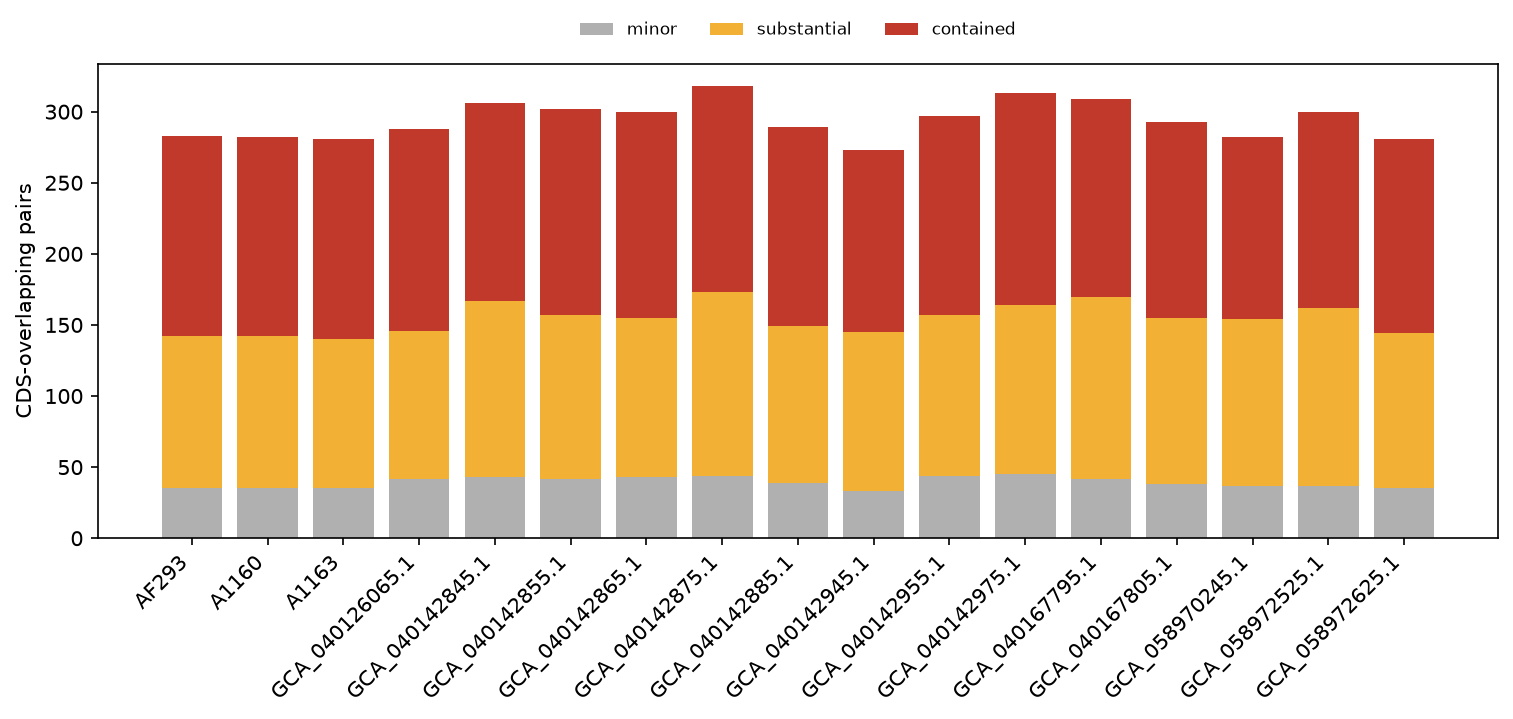 minor substantial contained
CDS-overlapping pairs
300
250
200
150
100
50
0
AF293
A1160
A1163
GCA_040126065.1
GCA_040142845.1
GCA_040142855.1
GCA_040142865.1
GCA_040142875.1
GCA_040142885.1
GCA_040142945.1
GCA_040142955.1
GCA_040142975.1
GCA_040167795.1
GCA_040167805.1
GCA_058970245.1
GCA_058972525.1
GCA_058972625.1